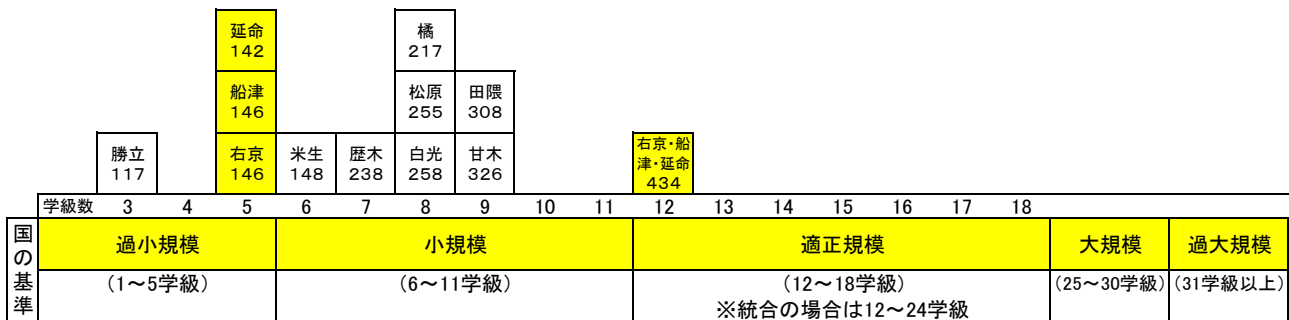 延命
142
橘
217
船津
146
松原
255
田隈
308
勝立
117
右京
146
米生
148
歴木
238
白光
258
甘木
326
右京・船
津・延命
434
学級数 3 4 5 6 7 8 9 10 11 12 13 14 15 16 17 18
国の基準
過小規模 小規模 適正規模 大規模 過大規模
(1～5学級) (6～11学級) (12～18学級) (25～30学級) (31学級以上)
※統合の場合は12～24学級